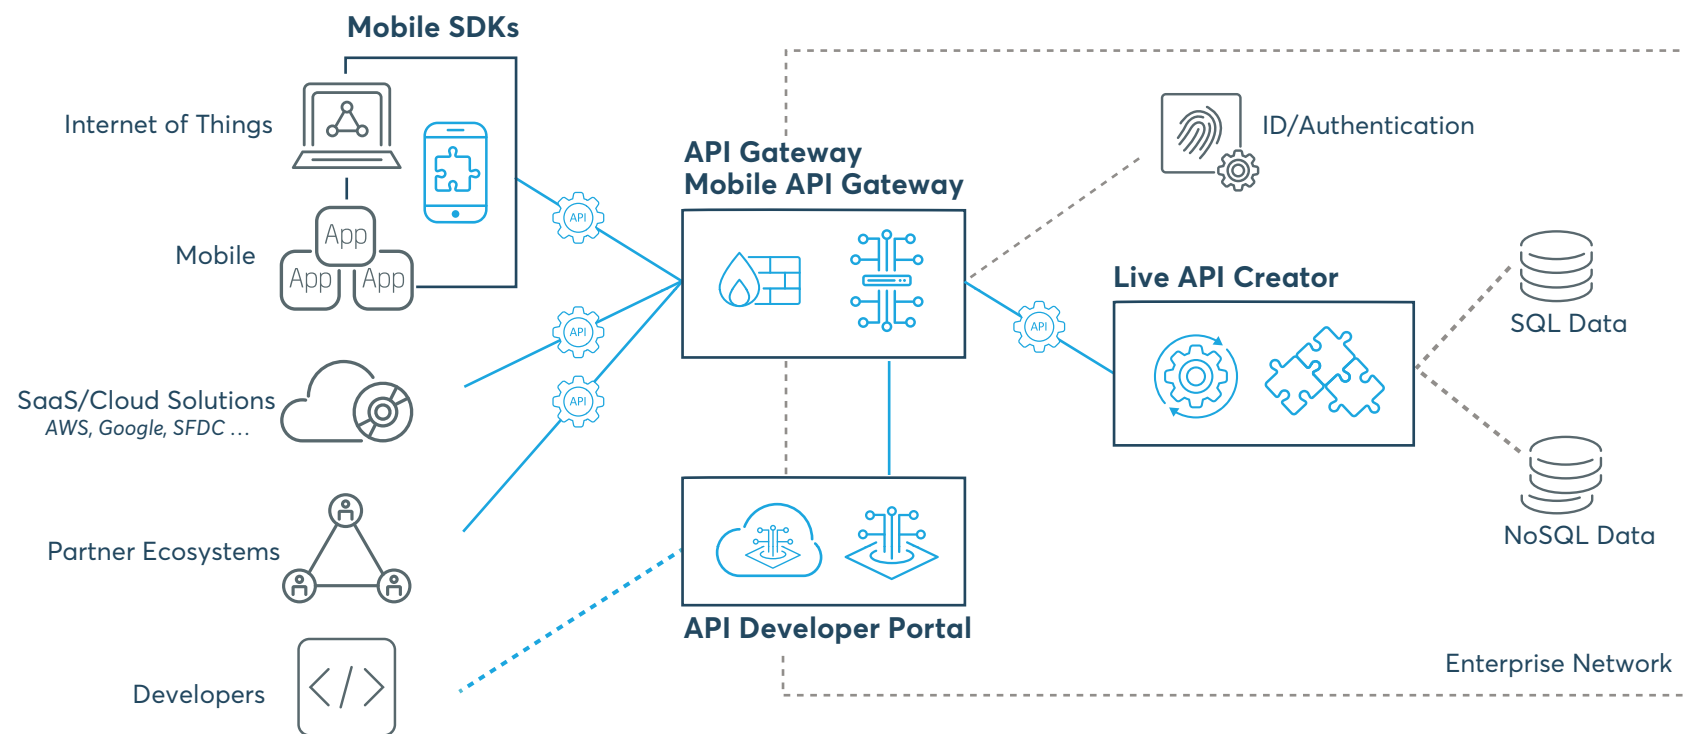 Mobile SDKs
Internet of Things
Mobile
App
App
App
SaaS/Cloud Solutions
AWS, Google, SFDC ...
Partner Ecosystems
Developers
API
API
API
API Gateway
Mobile API Gateway
API Developer Portal
ID/Authentication
API
Live API Creator
SQL Data
NoSQL Data
Enterprise Network